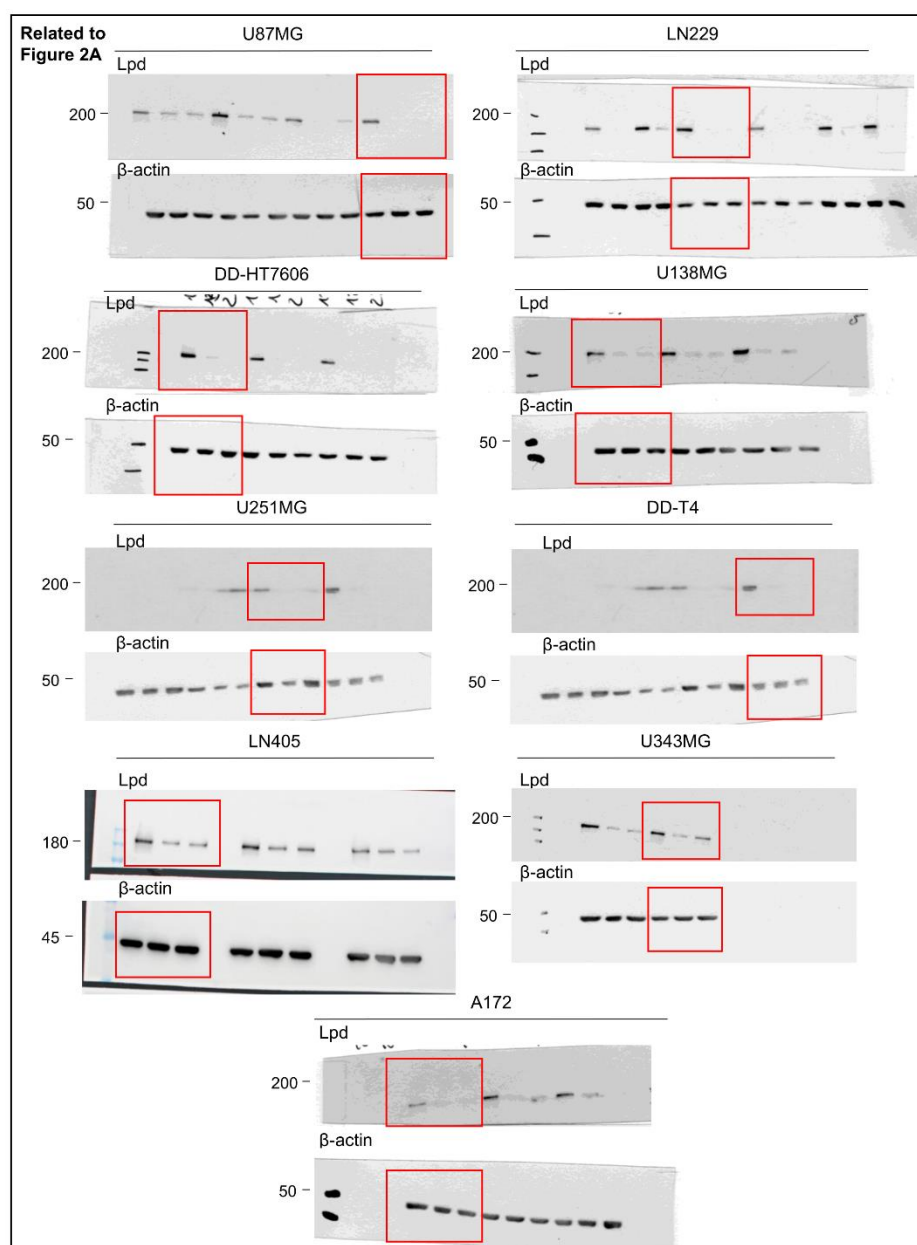 Related to
Figure 2A
U87MG
Lpd
200
β-actin
50
LN229
Lpd
200
β-actin
50
DD-HT7606
Lpd
200
β-actin
50
U138MG
Lpd
200
β-actin
50
U251MG
Lpd
200
β-actin
50
DD-T4
Lpd
200
β-actin
50
LN405
Lpd
180
β-actin
45
U343MG
Lpd
200
β-actin
50
A172
Lpd
200
β-actin
50